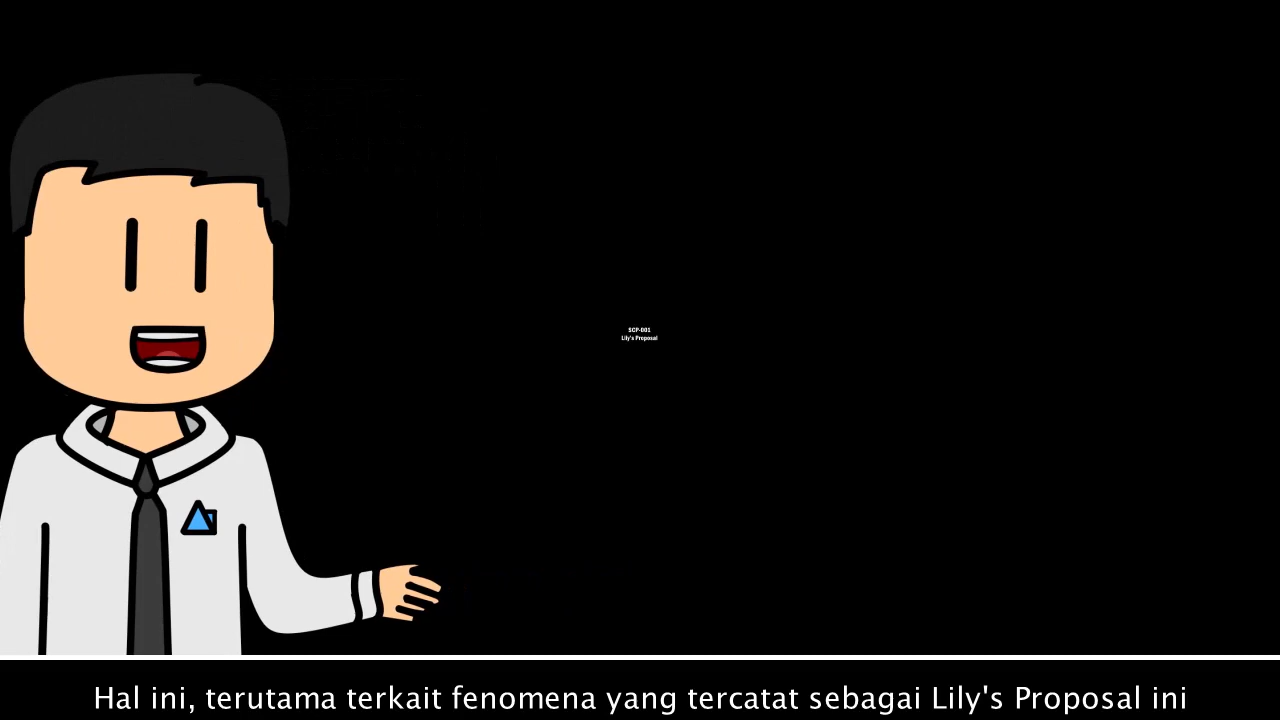 SCP-001
Lily's Proposal
Hal ini, terutama terkait fenomena yang tercatat sebagai Lily's Proposal ini